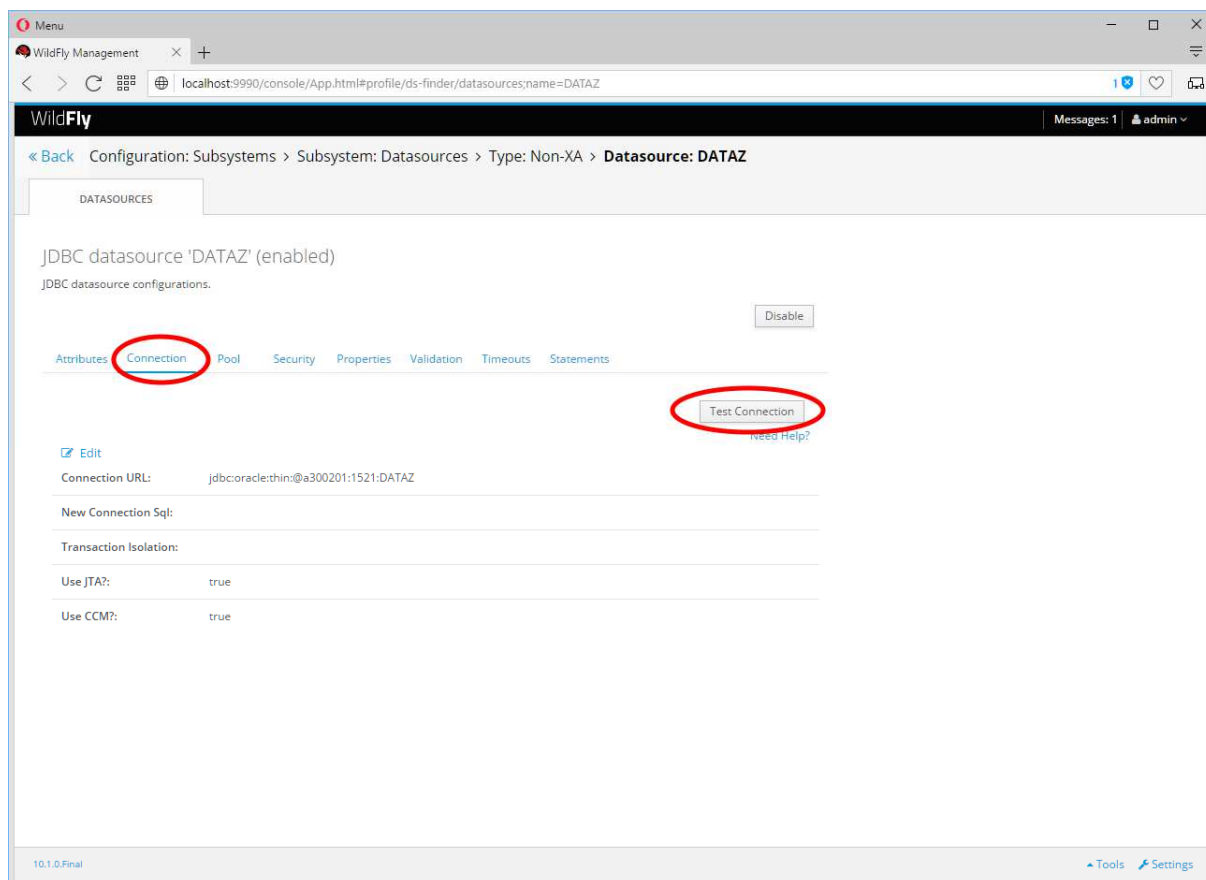 Menu
WildFly Management
localhost:9990/console/App.html#profile/ds-finder/datasources;name=DATAZ
1
WildFly
Messages: 1 admin
« Back Configuration: Subsystems > Subsystem: Datasources > Type: Non-XA > Datasource: DATAZ
DATASOURCES
JDBC datasource 'DATAZ' (enabled)
JDBC datasource configurations.
Disable
Attributes Connection Pool Security Properties Validation Timeouts Statements
Test Connection
Need Help?
Edit
Connection URL: jdbc:oracle:thin:@a300201:1521:DATAZ
New Connection Sql:
Transaction Isolation:
Use JTA?: true
Use CCM?: true
10.1.0.Final Tools Settings